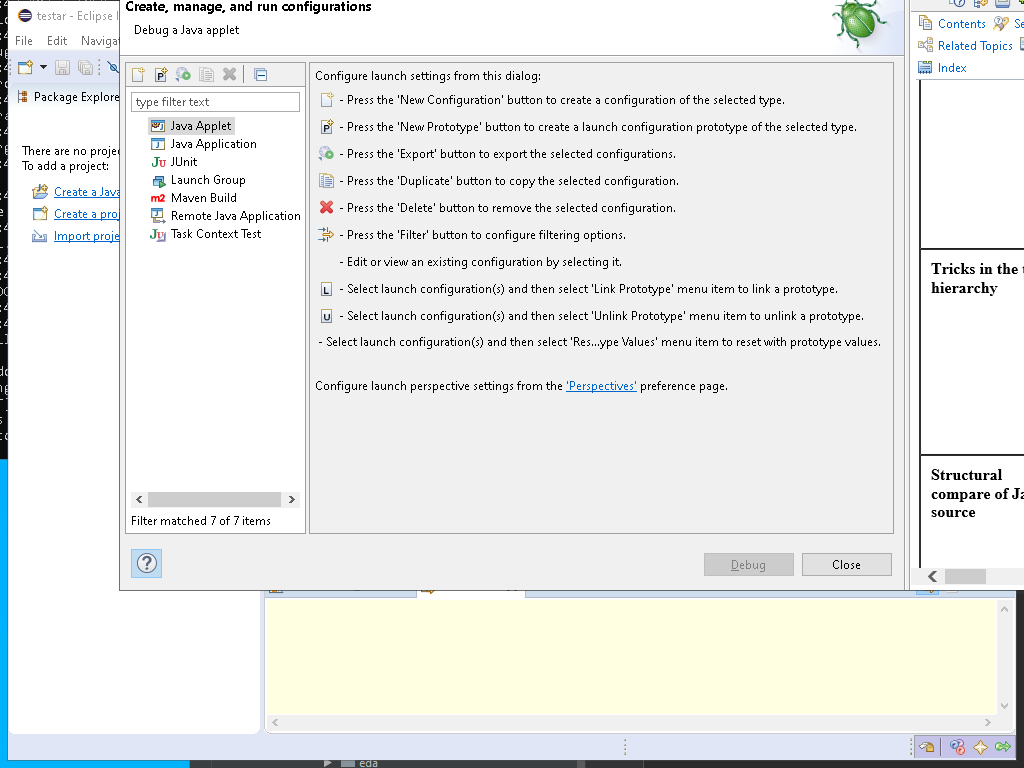 Create, manage, and run configurations
Debug a Java applet
testar - Eclipse I
File Edit Navigat
Package Explore
There are no proje
To add a project:
Create a Java
Create a proj
Import proje
type filter text
Java Applet
Java Application
JUnit
Launch Group
Maven Build
Remote Java Application
Task Context Test
Filter matched 7 of 7 items
Configure launch settings from this dialog:
- Press the 'New Configuration' button to create a configuration of the selected type.
- Press the 'New Prototype' button to create a launch configuration prototype of the selected type.
- Press the 'Export' button to export the selected configurations.
- Press the 'Duplicate' button to copy the selected configuration.
- Press the 'Delete' button to remove the selected configuration.
- Press the 'Filter' button to configure filtering options.
- Edit or view an existing configuration by selecting it.
- Select launch configuration(s) and then select 'Link Prototype' menu item to link a prototype.
- Select launch configuration(s) and then select 'Unlink Prototype' menu item to unlink a prototype.
- Select launch configuration(s) and then select 'Res...ype Values' menu item to reset with prototype values.
Configure launch perspective settings from the 'Perspectives' preference page.
Debug
Close
Contents
Se
Related Topics
Index
Tricks in the t
hierarchy
Structural
compare of Ja
source
eda